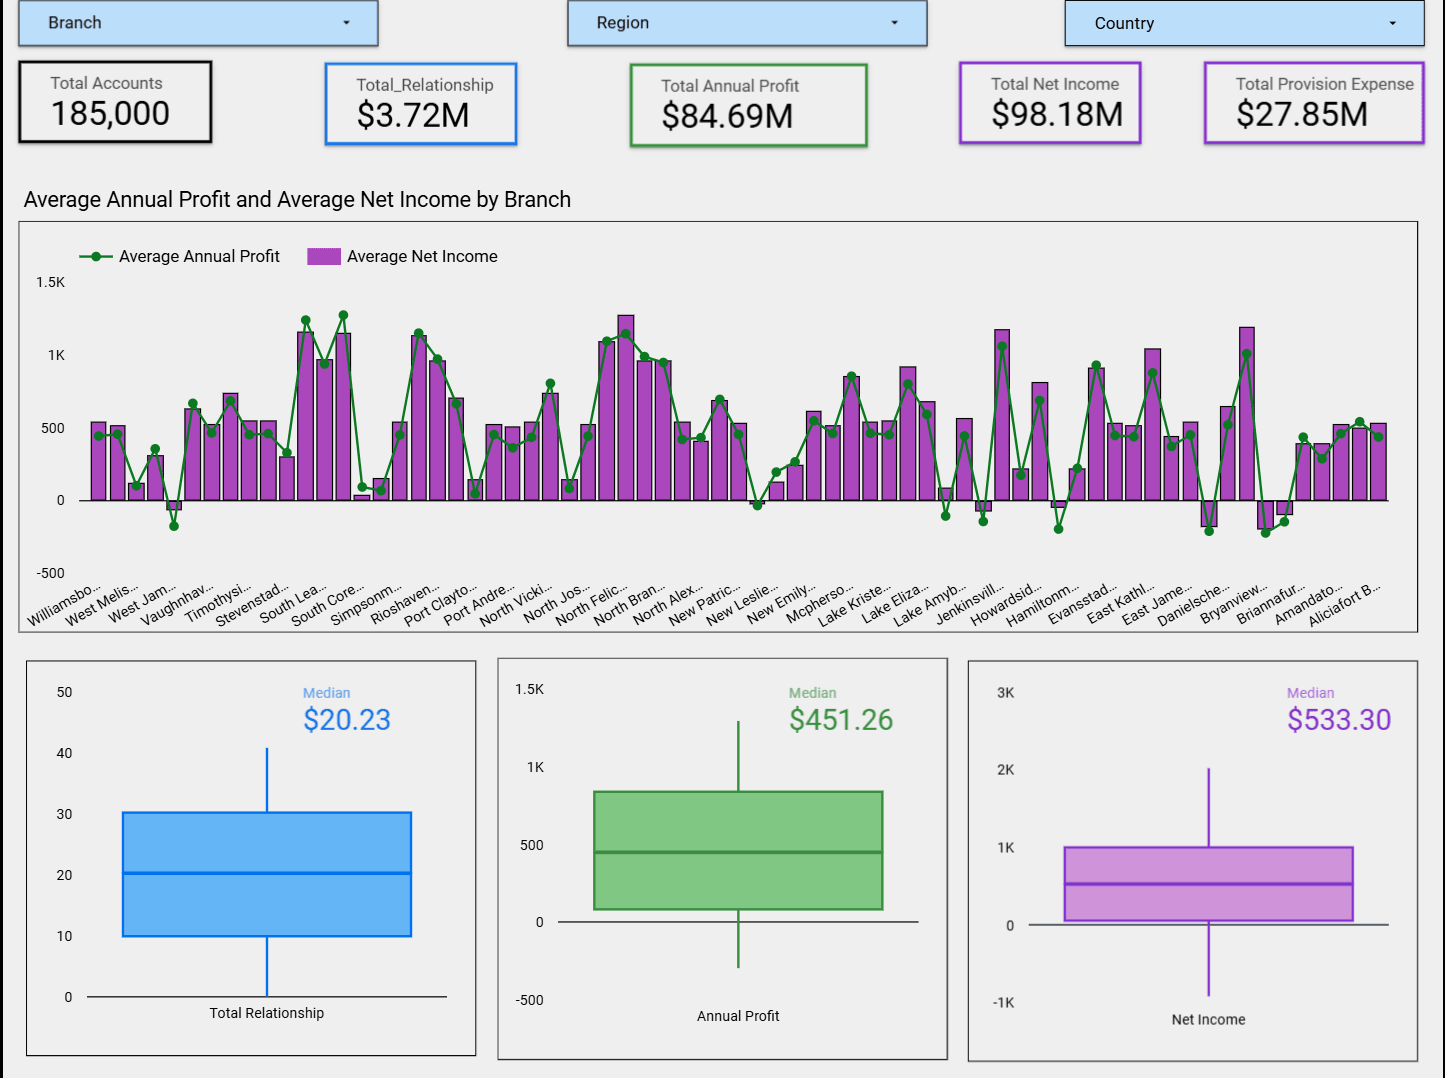 Branch
Region
Country
Total Accounts
185,000
Total_Relationship
$3.72M
Total Annual Profit
$84.69M
Total Net Income
$98.18M
Total Provision Expense
$27.85M
Average Annual Profit and Average Net Income by Branch
Average Annual Profit
Average Net Income
1.5K
1K
500
0
-500
Williamsbo...
West Melis...
West Jam...
Vaughnhav...
Timothysi...
Stevenstad...
South Lea...
South Core...
Simpsonm...
Rioshaven...
Port Clayto...
Port Andre...
North Vicki...
North Jos...
North Felic...
North Bran...
North Alex...
New Patric...
New Leslie...
New Emily...
Mcpherso...
Lake Kriste...
Lake Eliza...
Lake Amyb...
Jenkinsvill...
Howardsid...
Hamiltonm...
Evansstad...
East Kathl...
East Jame...
Danielsche...
Bryanview...
Briannafur...
Amandato...
Aliciafort B...
50
40
30
20
10
0
Median
$20.23
Total Relationship
1.5K
1K
500
0
-500
Median
$451.26
Annual Profit
3K
2K
1K
0
-1K
Median
$533.30
Net Income